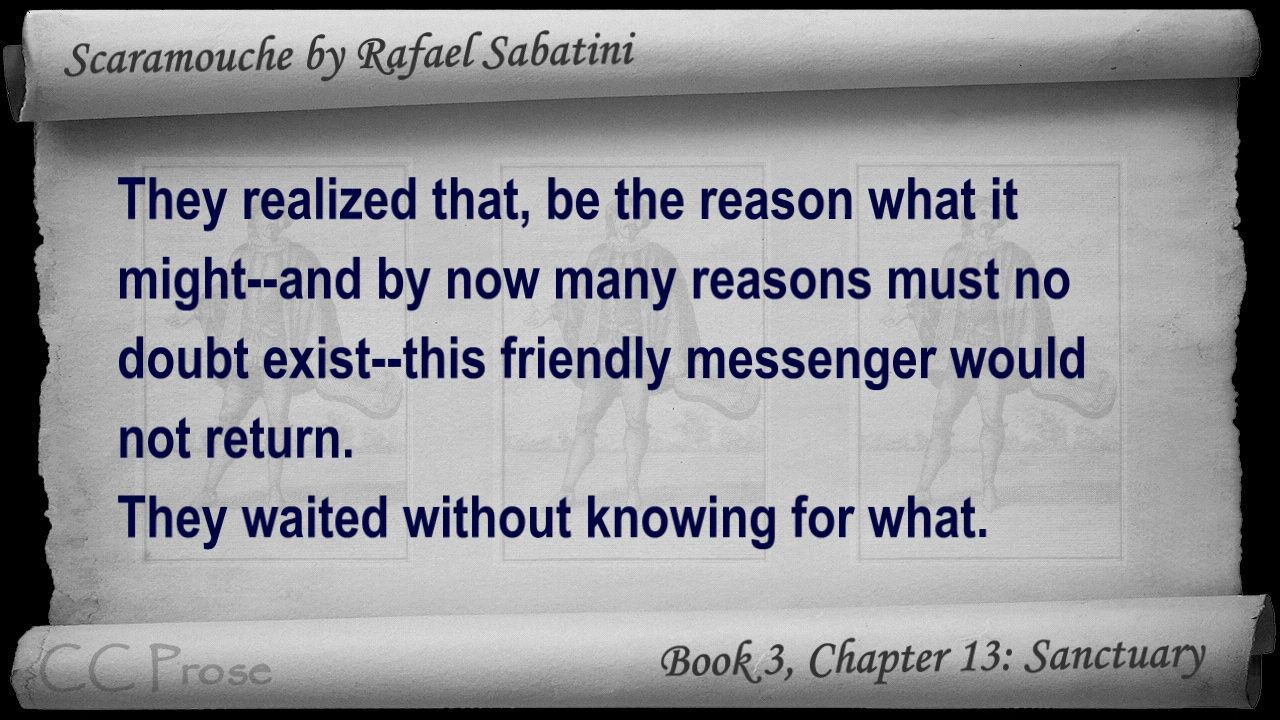 Scaramouche by Rafael Sabatini
They realized that, be the reason what it
might--and by now many reasons must no
doubt exist--this friendly messenger would
not return.
They waited without knowing for what.
CC Prose
Book 3, Chapter 13: Sanctuary